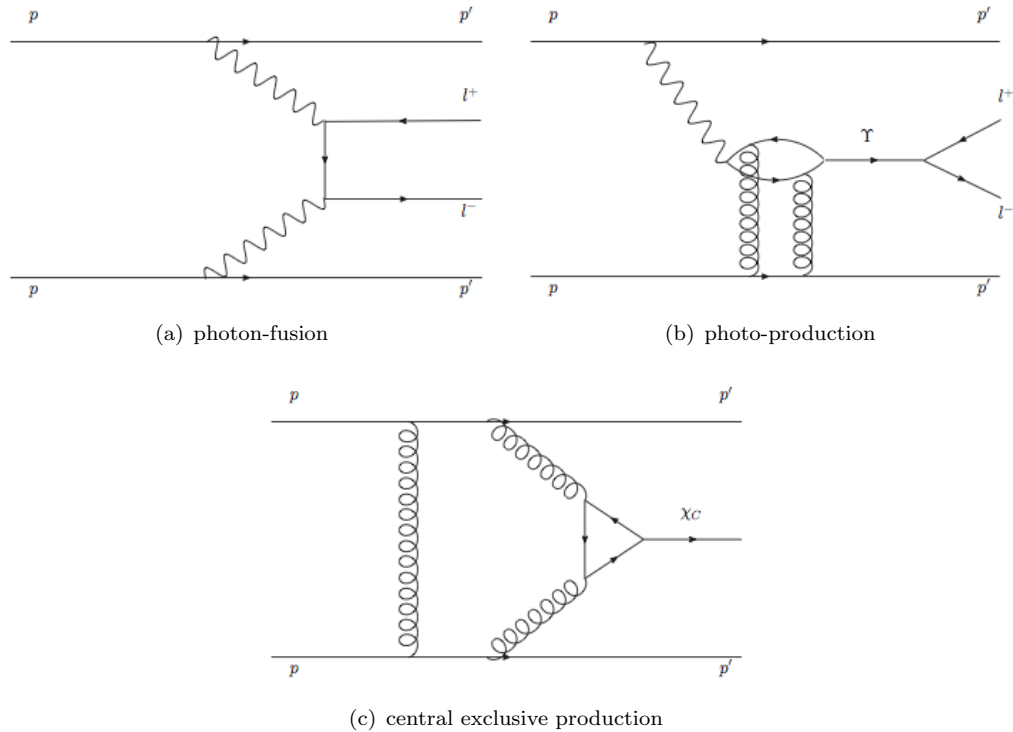 p p′ p p′
l⁺ l⁺
Υ
l⁻ l⁻
p p′ p p′
(a) photon-fusion (b) photo-production
p p′
χC
p p′
(c) central exclusive production